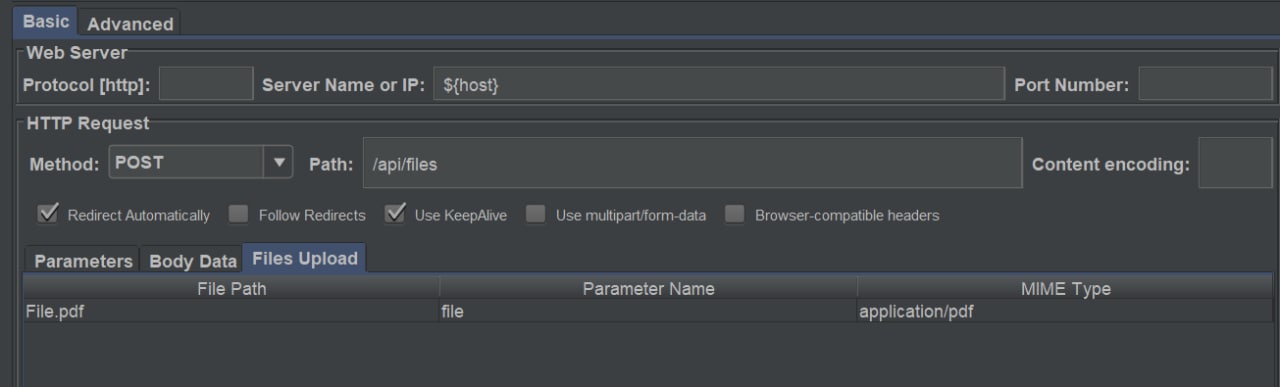 Basic Advanced
Web Server
Protocol [http]: Server Name or IP: ${host} Port Number:
HTTP Request
Method: POST Path: /api/files Content encoding:
Redirect Automatically Follow Redirects Use KeepAlive Use multipart/form-data Browser-compatible headers
Parameters Body Data Files Upload
File Path Parameter Name MIME Type
File.pdf file application/pdf